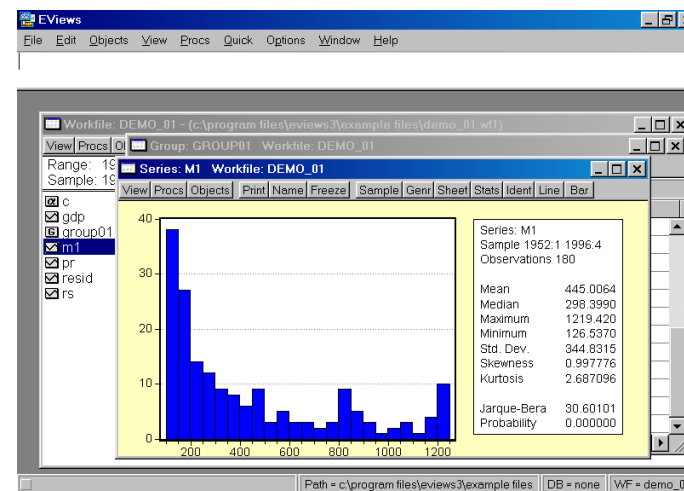 EViews
File Edit Objects View Procs Quick Options Window Help
Workfile: DEMO_01 - (c:\program files\eviews3\example files\demo_01 wf1)
View Procs
Group: GROUP01 Workfile: DEMO_01
Range: 19
Sample: 19
Series: M1 Workfile: DEMO_01
View Procs Objects Print Name Freeze Sample Genr Sheet Stats Ident Line Bar
c
gdp
group01
m1
pr
resid
rs
40
30
20
10
0
200 400 600 800 1000 1200
Series: M1
Sample 1952:1 1996:4
Observations 180
Mean 445.0064
Median 298.3990
Maximum 1219.420
Minimum 126.5370
Std. Dev. 344.8315
Skewness 0.997776
Kurtosis 2.687096
Jarque-Bera 30.60101
Probability 0.000000
Path = c:\program files\eviews3\example files DB = none WF = demo_0